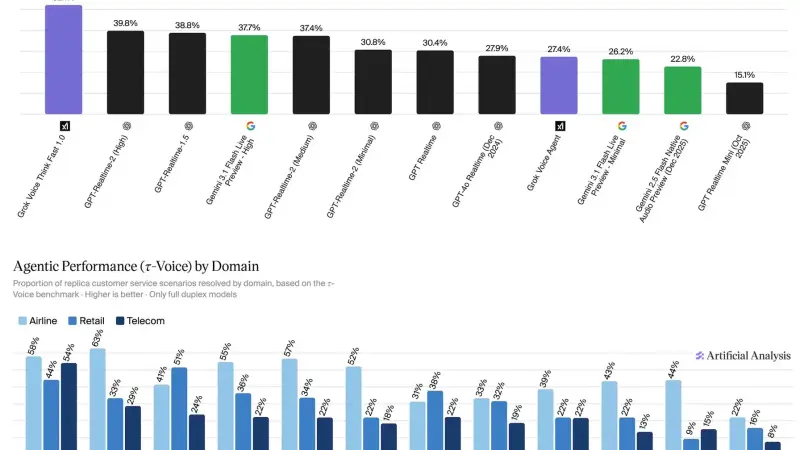 39.8%
38.8%
37.7%
37.4%
30.8%
30.4%
27.9%
27.4%
26.2%
22.8%
15.1%
Grok Voice Think Fast 1.0
GPT-Realtime-2 (High)
GPT-Realtime-1.5
Gemini 3.1 Flash Live
Preview - High
GPT-Realtime-2 (Medium)
GPT-Realtime-2 (Minimal)
GPT Realtime
GPT-4o Realtime (Dec
2024)
Grok Voice Agent
Gemini 3.1 Flash Live
Preview - Minimal
Gemini 2.5 Flash Native
Audio Preview (Dec 2025)
GPT Realtime Mini (Oct
2025)
Agentic Performance (τ-Voice) by Domain
Proportion of replica customer service scenarios resolved by domain, based on the τ-
Voice benchmark · Higher is better · Only full duplex models
Airline Retail Telecom
Artificial Analysis
58% 44% 54%
63% 33% 29%
41% 51% 24%
55% 36% 22%
57% 34% 22%
52% 22% 18%
31% 38% 22%
33% 32% 19%
39% 22% 22%
43% 22% 13%
44% 9% 15%
22% 16% 8%